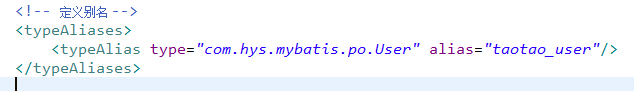 <!-- 定义别名 -->
<typeAliases>
    <typeAlias type="com.hys.mybatis.po.User" alias="taotao_user"/>
</typeAliases>